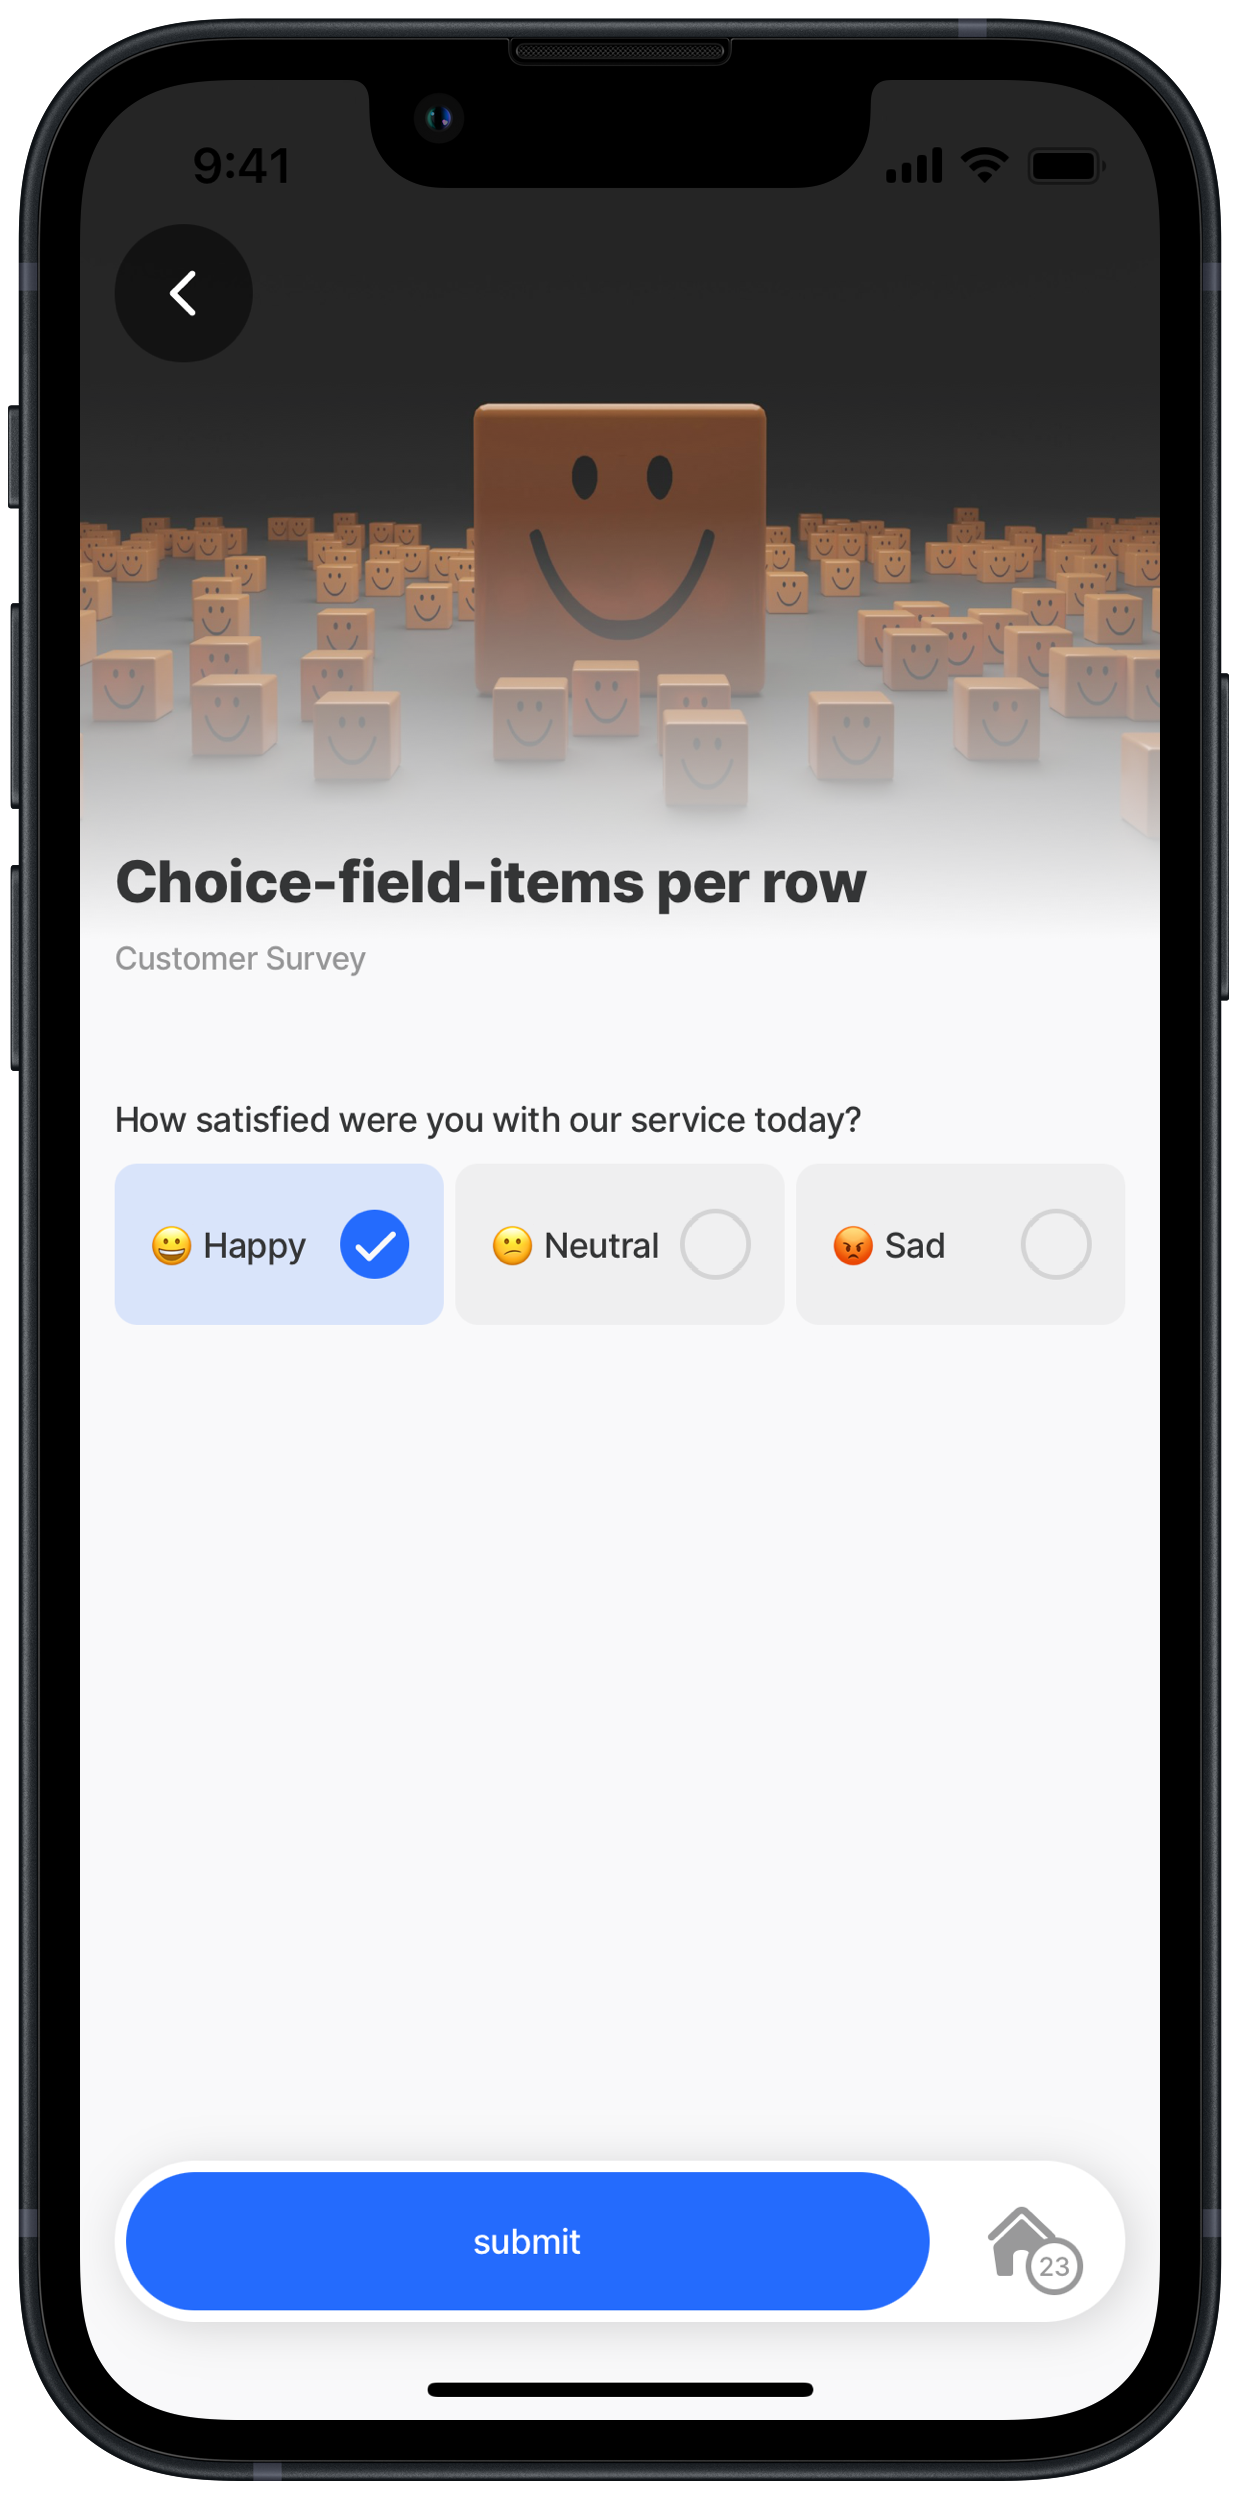 9:41
Choice-field-items per row
Customer Survey
How satisfied were you with our service today?
😀 Happy
😕 Neutral
😡 Sad
submit
23